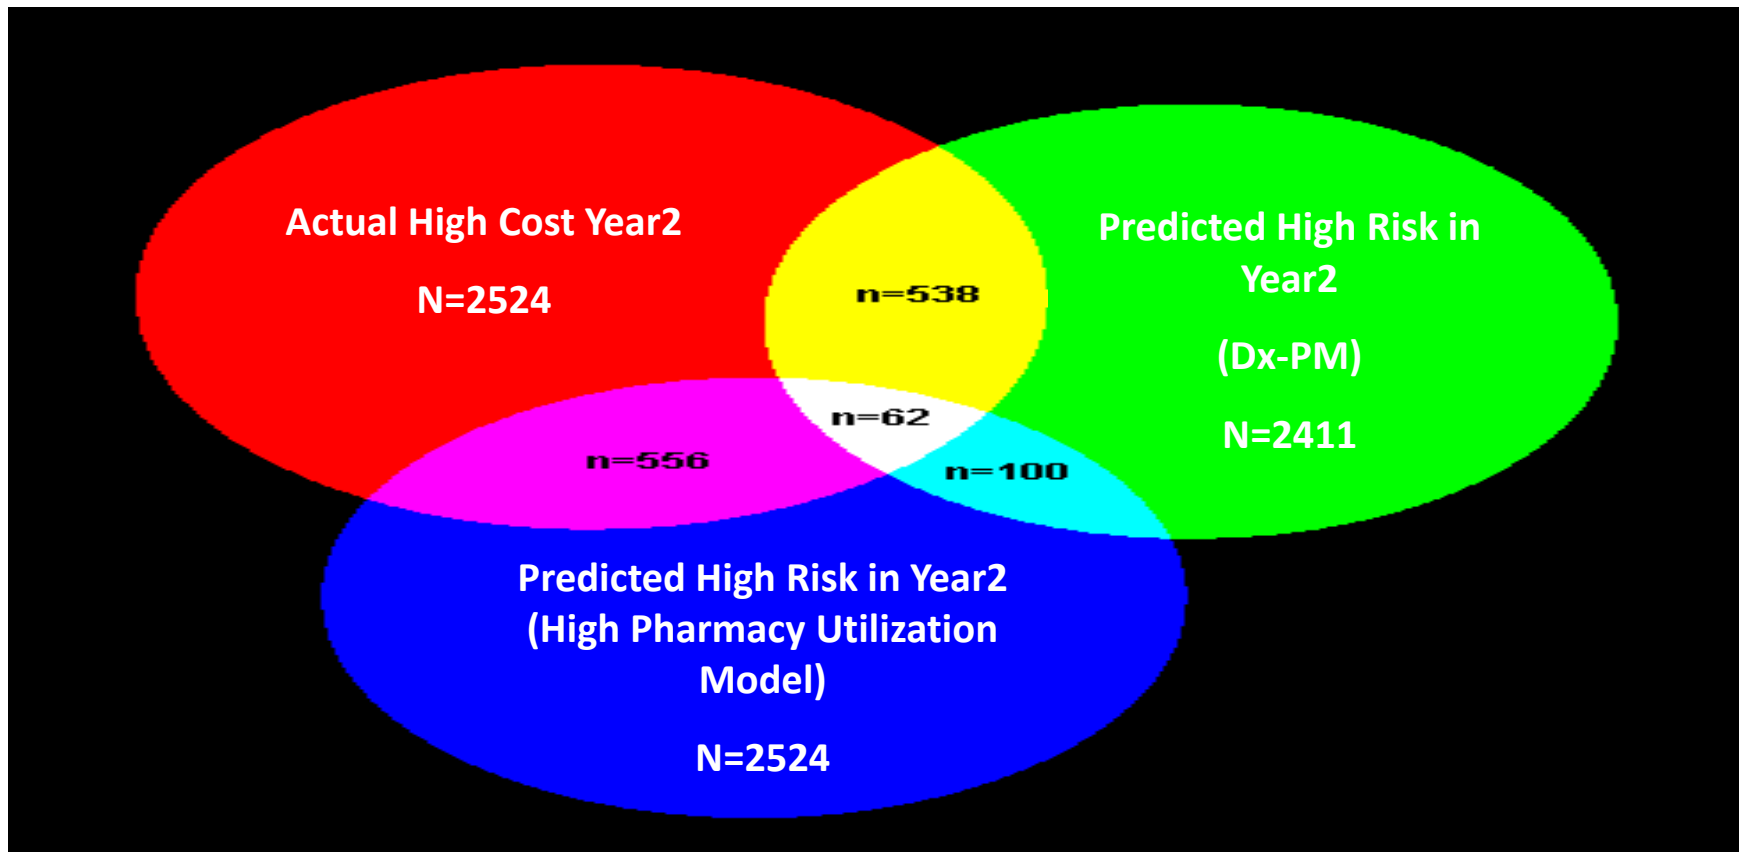 Actual High Cost Year2
N=2524
Predicted High Risk in
Year2
(Dx-PM)
N=2411
n=538
n=62
n=556
n=100
Predicted High Risk in Year2
(High Pharmacy Utilization
Model)
N=2524